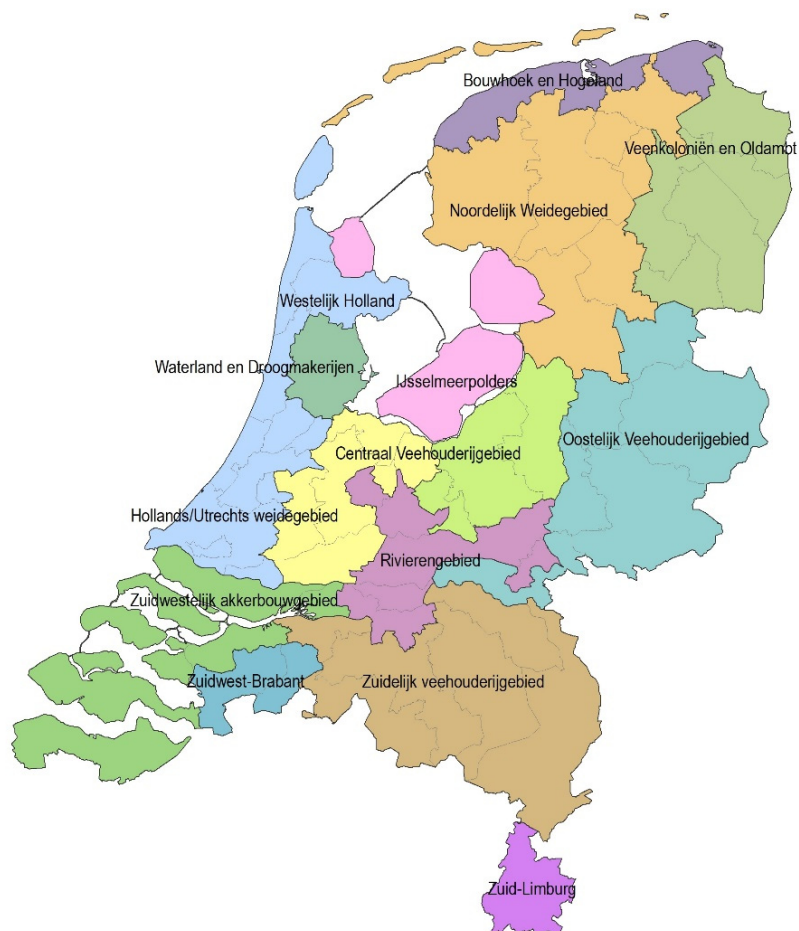 Bouwhoek en Hogeland
Veenkoloniën en Oldambt
Noordelijk Weidegebied
Westelijk Holland
Waterland en Droogmakerijen
IJsselmeerpolders
Oostelijk Veehouderijgebied
Centraal Veehouderijgebied
Hollands/Utrechts weidegebied
Rivierengebied
Zuidwestelijk akkerbouwgebied
Zuidwest-Brabant
Zuidelijk veehouderijgebied
Zuid-Limburg